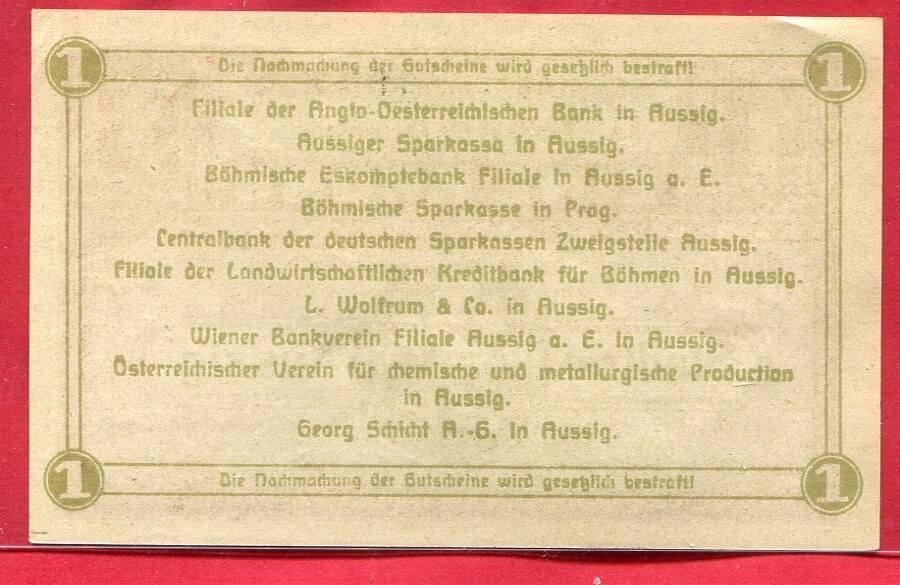 1 Die Nachmachung der Gutscheine wird gesetzlich bestraft! 1
Filiale der Anglo-Oesterreichischen Bank in Aussig.
Aussiger Sparkassa in Aussig.
Böhmische Eskomptebank Filiale in Aussig a. E.
Böhmische Sparkasse in Prag.
Centralbank der deutschen Sparkassen Zweigstelle Aussig.
Filiale der Landwirtschaftlichen Kreditbank für Böhmen in Aussig.
L. Wolfrum & Co. in Aussig.
Wiener Bankverein Filiale Aussig a. E. in Aussig.
Österreichischer Verein für chemische und metallurgische Production
in Aussig.
Georg Schicht A.-G. in Aussig.
1 Die Nachmachung der Gutscheine wird gesetzlich bestraft! 1